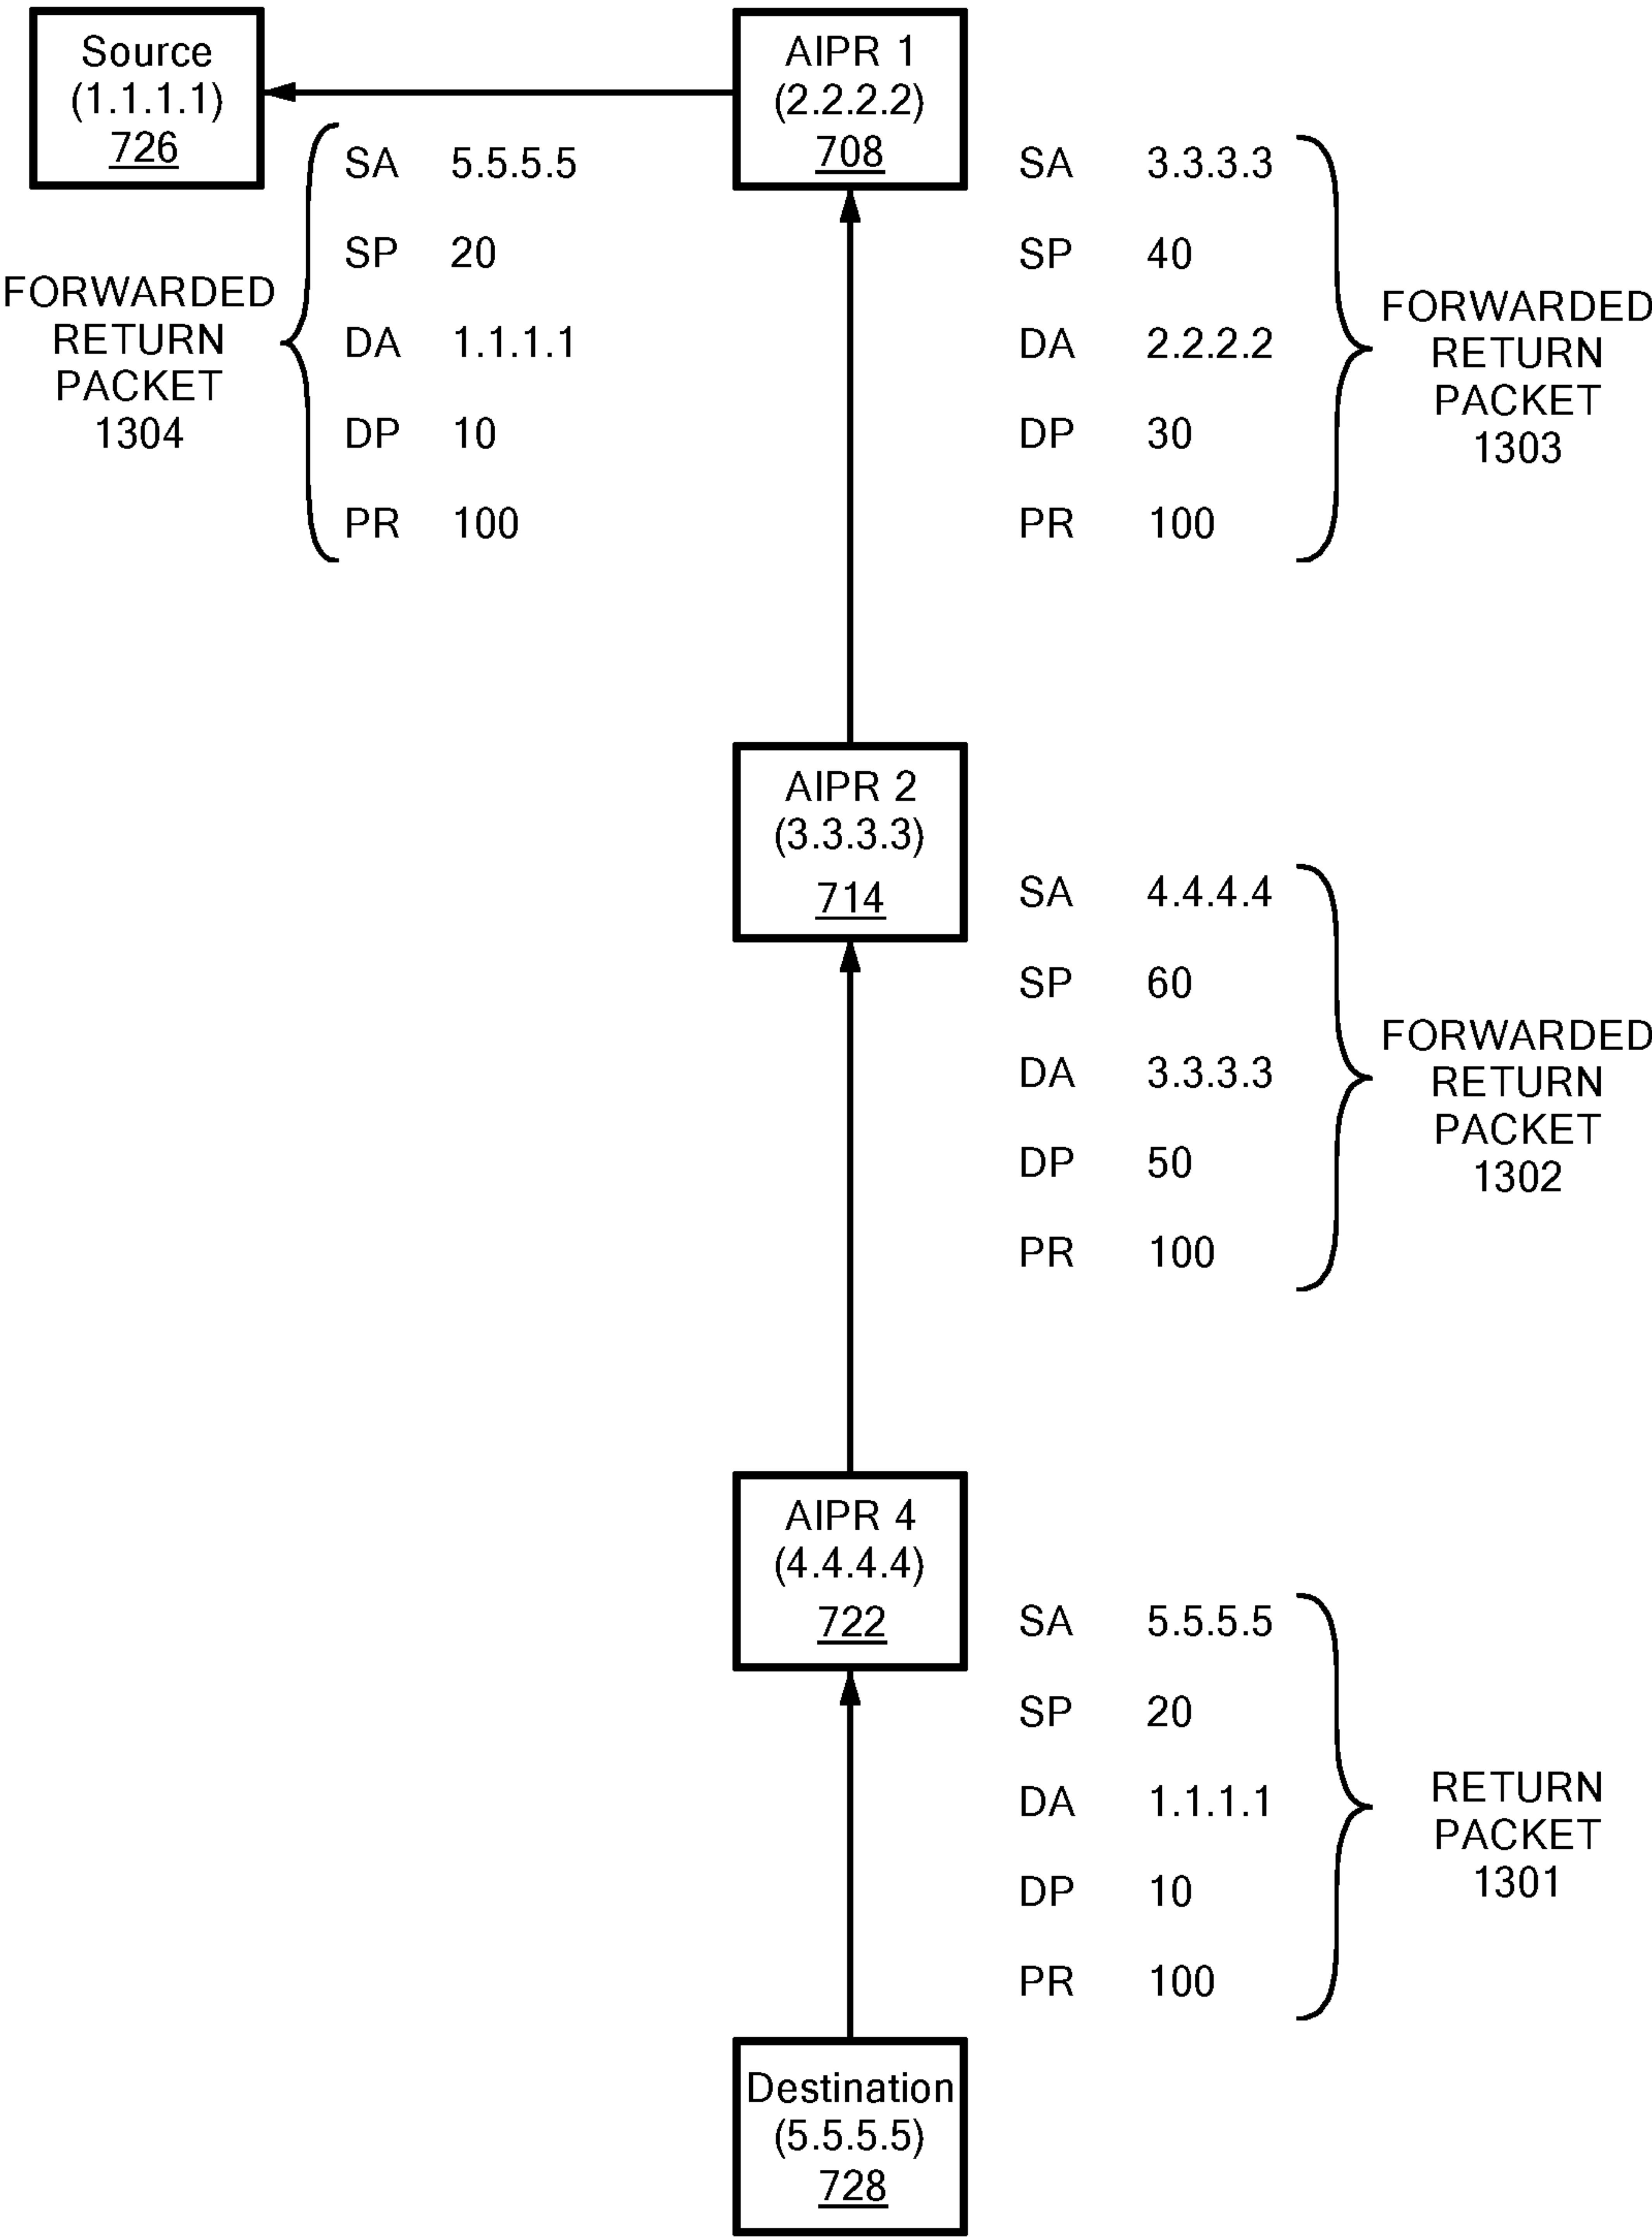 Source
(1.1.1.1)
726
AIPR 1
(2.2.2.2)
708
SA 5.5.5.5
SP 20
DA 1.1.1.1
DP 10
PR 100
FORWARDED
RETURN
PACKET
1304
SA 3.3.3.3
SP 40
DA 2.2.2.2
DP 30
PR 100
FORWARDED
RETURN
PACKET
1303
AIPR 2
(3.3.3.3)
714
SA 4.4.4.4
SP 60
DA 3.3.3.3
DP 50
PR 100
FORWARDED
RETURN
PACKET
1302
AIPR 4
(4.4.4.4)
722
SA 5.5.5.5
SP 20
DA 1.1.1.1
DP 10
PR 100
RETURN
PACKET
1301
Destination
(5.5.5.5)
728